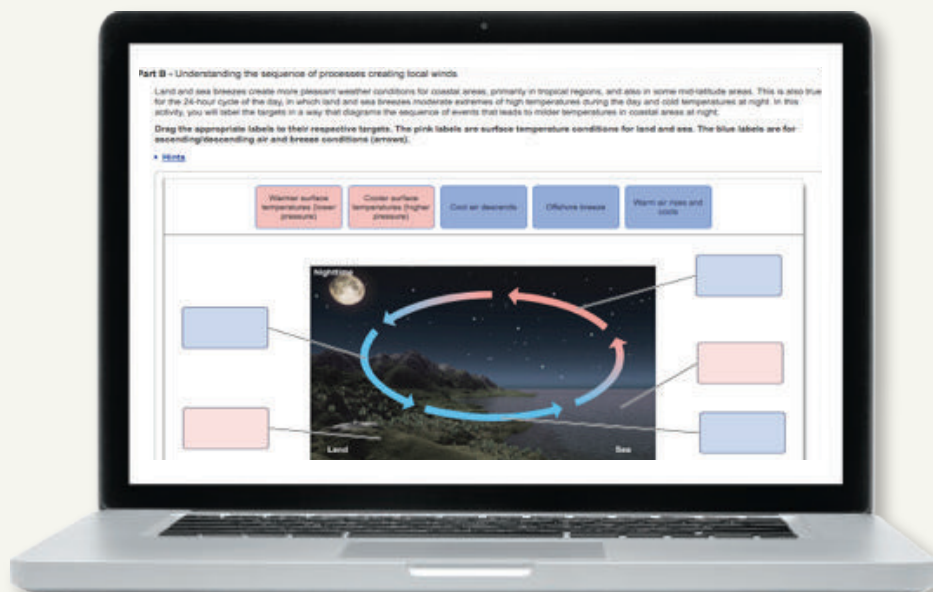 Part B - Understanding the sequence of processes creating local winds
Land and sea breezes create more pleasant weather conditions for coastal areas, primarily in tropical regions, and also in some mid-latitude areas. This is also true
for the 24-hour cycle of the day, in which land and sea breezes moderate extremes of high temperatures during the day and cold temperatures at night. In this
activity, you will label the targets in a way that diagrams the sequence of events that leads to milder temperatures in coastal areas at night.
Drag the appropriate labels to their respective targets. The pink labels are surface temperature conditions for land and sea. The blue labels are for
ascending/descending air and breeze conditions (arrows).
Hints
Warmer surface
temperatures (lower
pressure)
Cooler surface
temperatures (higher
pressure)
Cool air descends
Offshore breeze
Warm air rises and
cools
Nighttime
Land
Sea